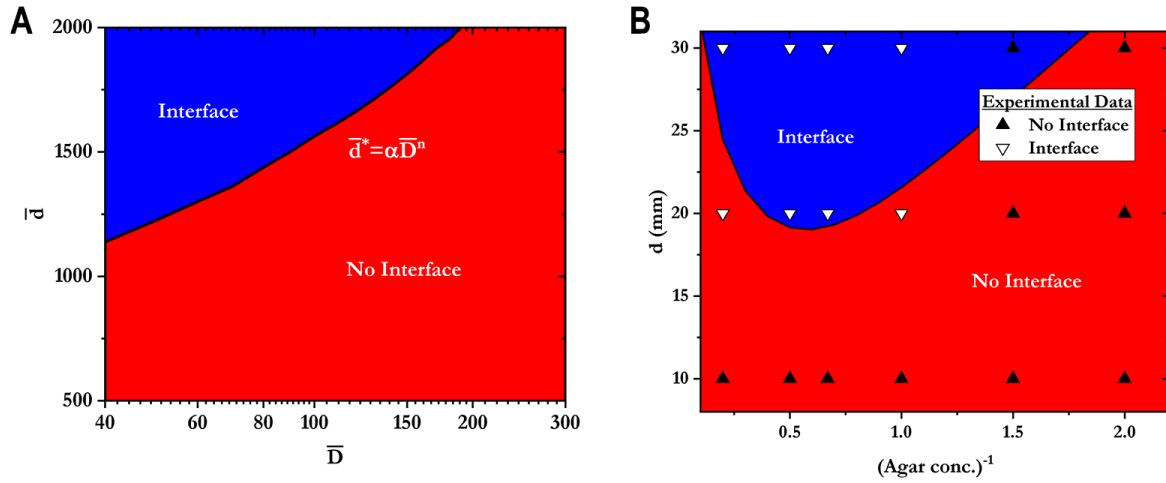 A
2000
1500
1000
500
d̅
Interface
d̅*=αD̅ⁿ
No Interface
40 60 80 100 150 200 300
D̅
B
30
25
20
15
10
d (mm)
Interface
Experimental Data
No Interface
Interface
No Interface
0.5 1.0 1.5 2.0
(Agar conc.)⁻¹